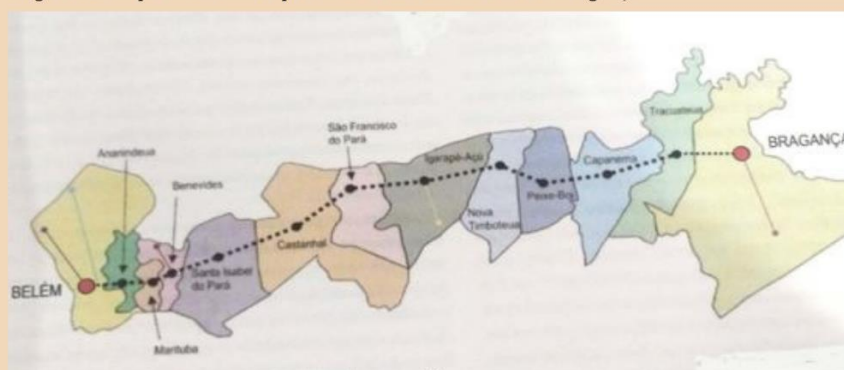 São Francisco
do Pará
Tracuateua
Ananindeua
Igarapé-Açú
BRAGANÇA
Capanema
Benevides
Peixe-Boi
Nova
Timboteua
Castanhal
Santa Isabel
do Pará
BELÉM
Marituba